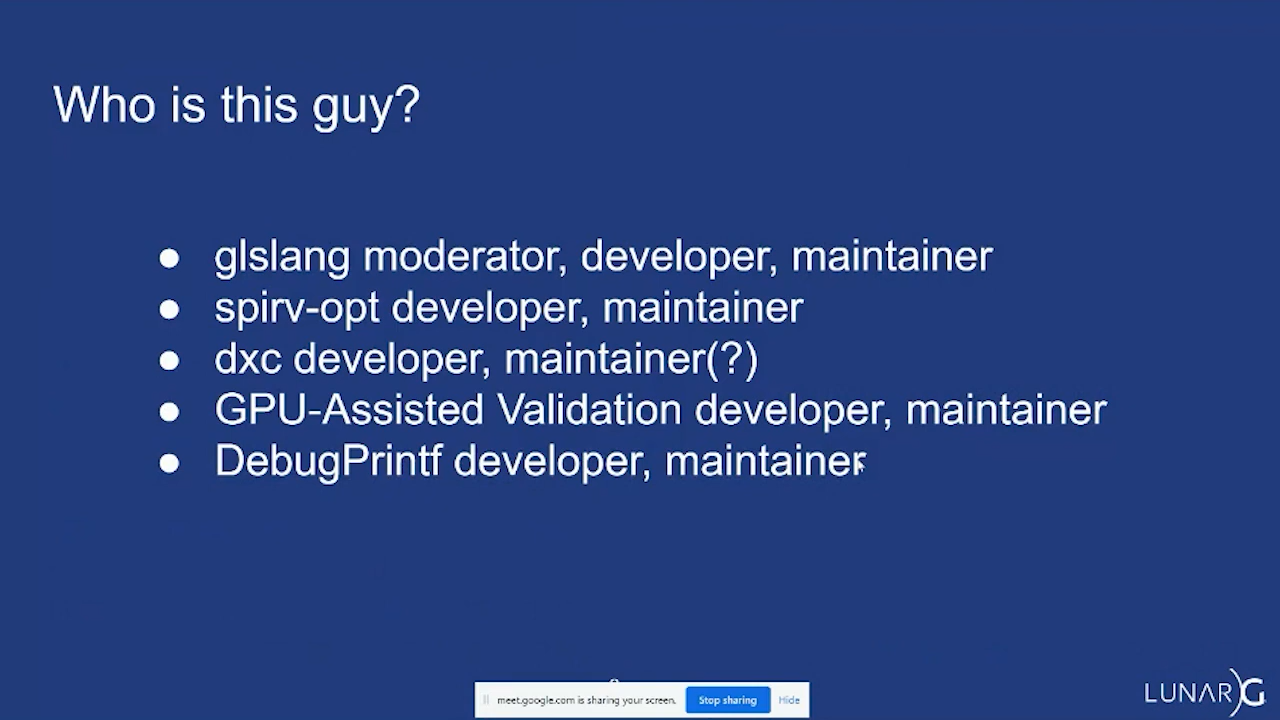 Who is this guy?
glslang moderator, developer, maintainer
spirv-opt developer, maintainer
dxc developer, maintainer(?)
GPU-Assisted Validation developer, maintainer
DebugPrintf developer, maintainer
meet.google.com is sharing your screen. Stop sharing Hide
LUNAR G